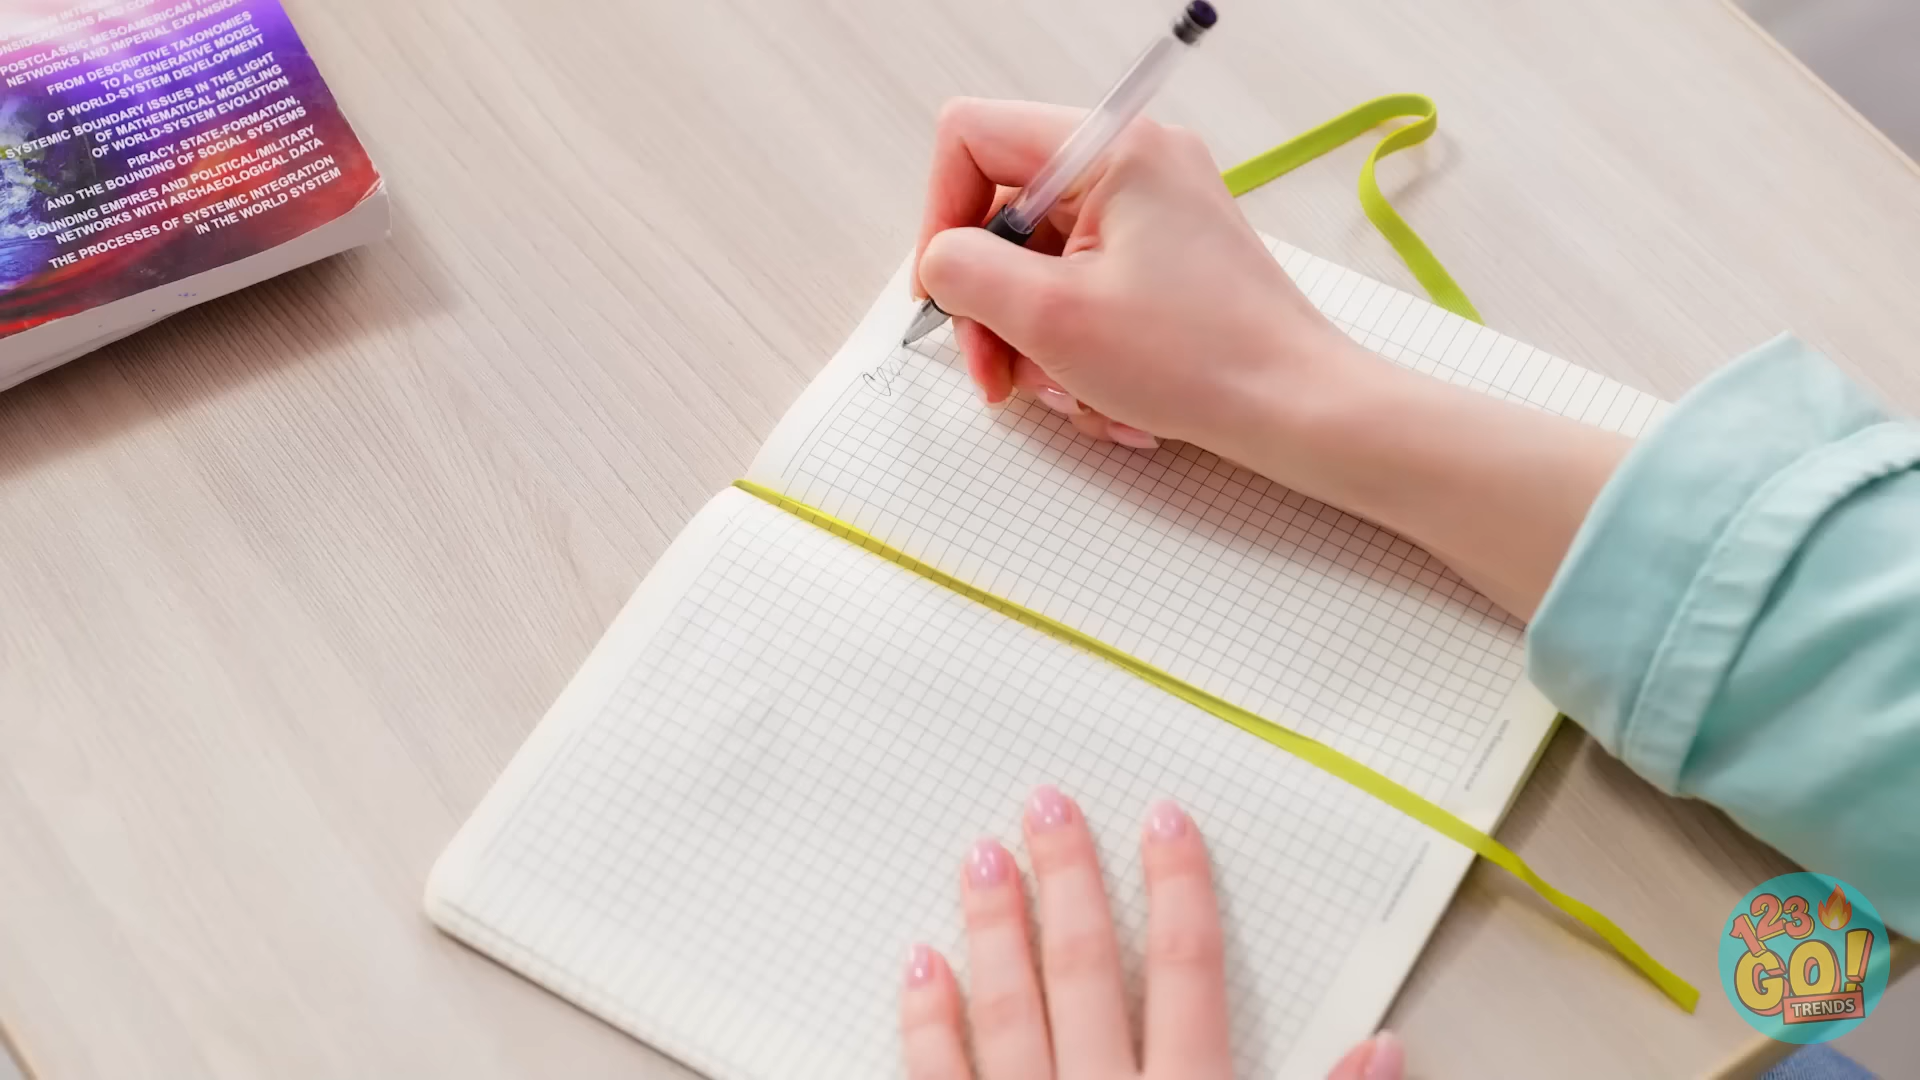 POSTCLASSIC MESOAMERICAN
NETWORKS AND IMPERIAL EXPANSION
FROM DESCRIPTIVE TAXONOMIES
TO A GENERATIVE MODEL
OF WORLD-SYSTEM DEVELOPMENT
SYSTEMIC BOUNDARY ISSUES IN THE LIGHT
OF MATHEMATICAL MODELING
OF WORLD-SYSTEM EVOLUTION
PIRACY, STATE-FORMATION,
AND THE BOUNDING OF SOCIAL SYSTEMS
BOUNDING EMPIRES AND POLITICAL/MILITARY
NETWORKS WITH ARCHAEOLOGICAL DATA
THE PROCESSES OF SYSTEMIC INTEGRATION
IN THE WORLD SYSTEM
123
GO!
TRENDS